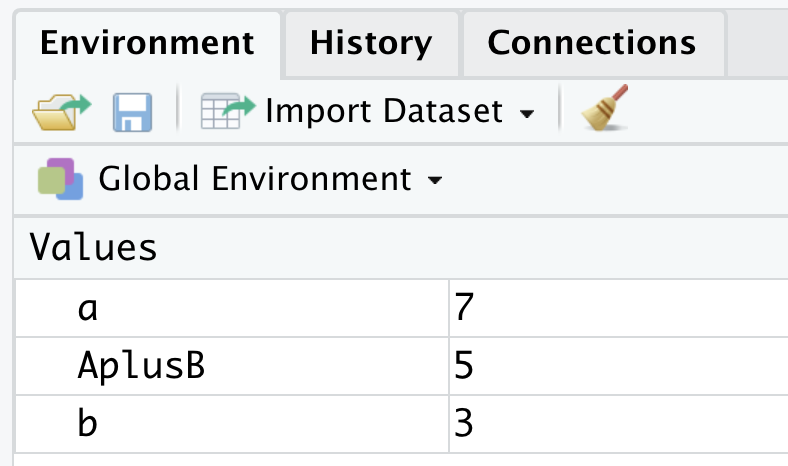 Environment History Connections
Import Dataset
Global Environment
Values
a 7
AplusB 5
b 3